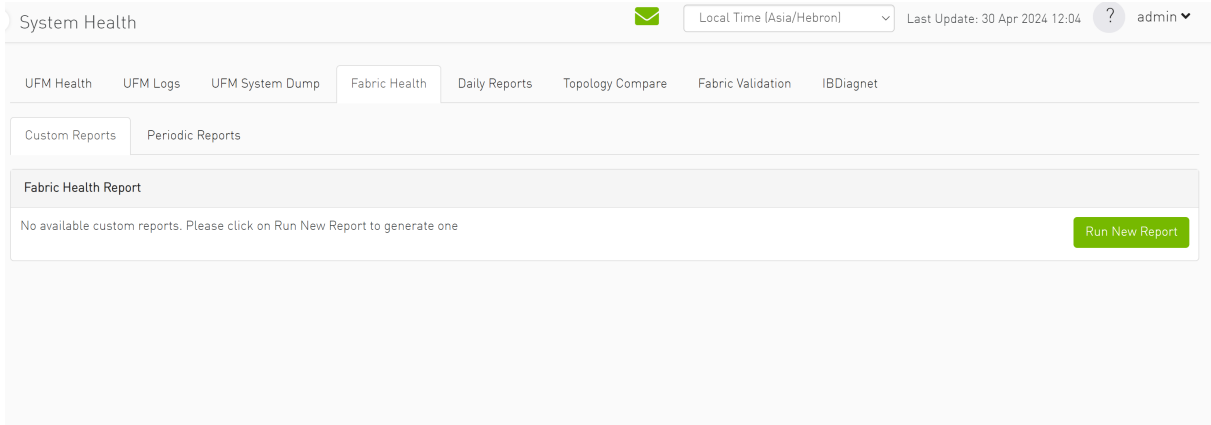 System Health
Local Time (Asia/Hebron)
Last Update: 30 Apr 2024 12:04
?
admin
UFM Health
UFM Logs
UFM System Dump
Fabric Health
Daily Reports
Topology Compare
Fabric Validation
IBDiagnet
Custom Reports
Periodic Reports
Fabric Health Report
No available custom reports. Please click on Run New Report to generate one
Run New Report